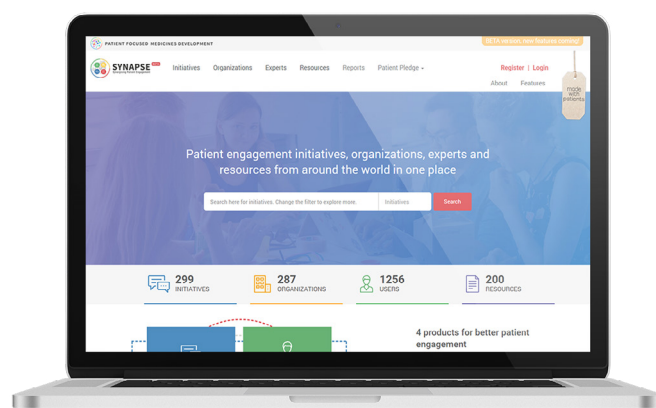 PATIENT FOCUSED MEDICINES DEVELOPMENT
BETA version, new features coming!
SYNAPSE BETA
Initiatives Organizations Experts Resources Reports Patient Pledge
Register | Login
About Features
made
with
patients
Patient engagement initiatives, organizations, experts and
resources from around the world in one place
Search here for initiatives. Change the filter to explore more. Initiatives Search
299
INITIATIVES
287
ORGANIZATIONS
1256
USERS
200
RESOURCES
4 products for better patient
engagement